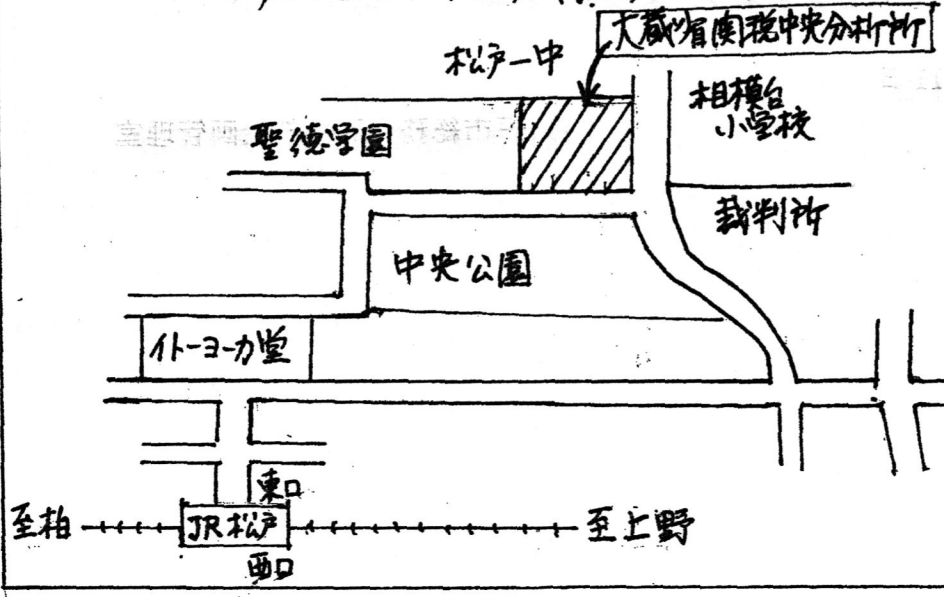 大蔵省関税中央分析所
松戸一中
相模台
小学校
聖徳学園
裁判所
中央公園
イトーヨーカ堂
東口
至柏
JR松戸
至上野
西口